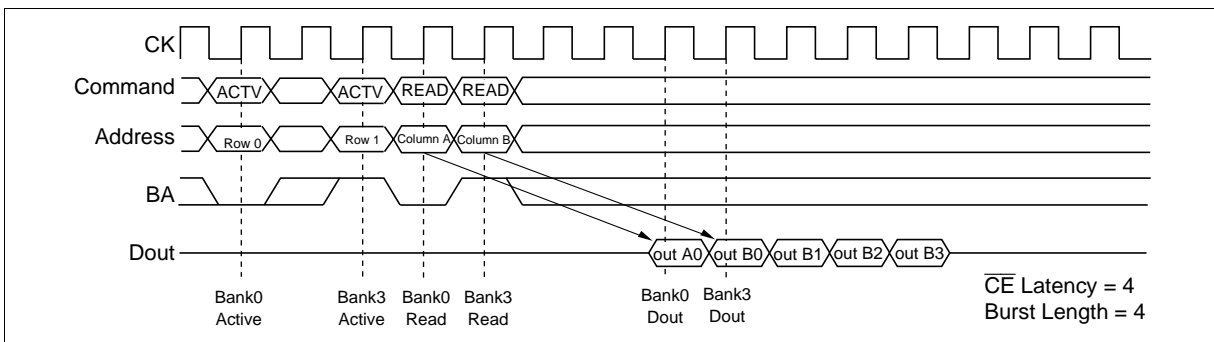 CK
Command ACTV ACTV READ READ
Address Row 0 Row 1 Column A Column B
BA
Dout out A0 out B0 out B1 out B2 out B3
Bank0 Active
Bank3 Active
Bank0 Read
Bank3 Read
Bank0 Dout
Bank3 Dout
CE Latency = 4
Burst Length = 4